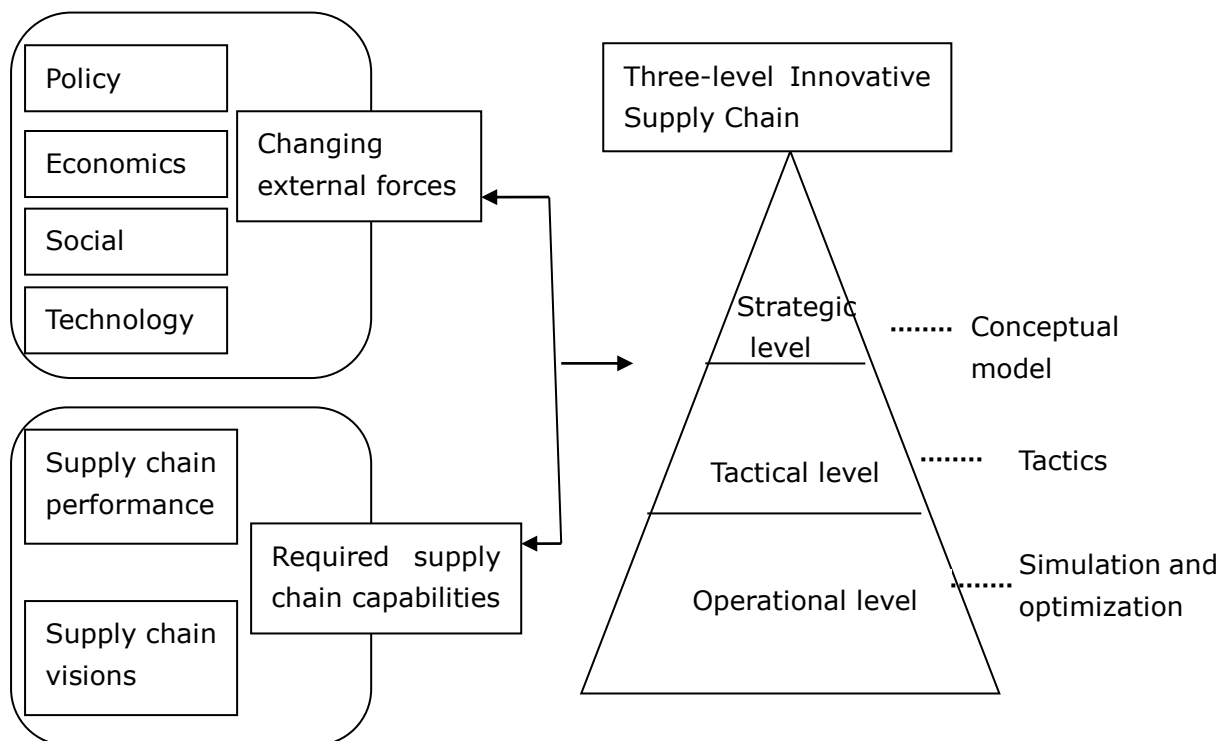 Policy
Economics
Social
Technology
Changing
external forces
Supply chain
performance
Supply chain
visions
Required supply
chain capabilities
Three-level Innovative
Supply Chain
Strategic
level
Conceptual
model
Tactical level
Tactics
Operational level
Simulation and
optimization